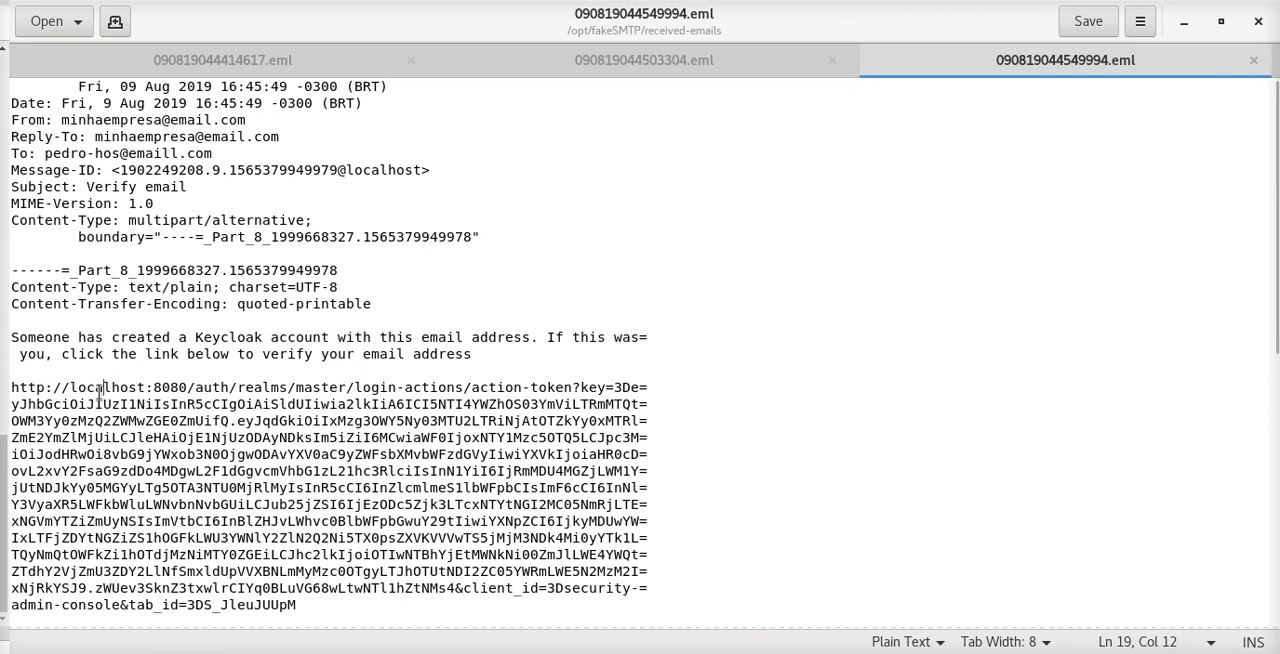 Open
090819044549994.eml
/opt/fakeSMTP/received-emails
Save
090819044414617.eml
090819044503304.eml
090819044549994.eml
Fri, 09 Aug 2019 16:45:49 -0300 (BRT)
Date: Fri, 9 Aug 2019 16:45:49 -0300 (BRT)
From: minhaempresa@email.com
Reply-To: minhaempresa@email.com
To: pedro-hos@emaill.com
Message-ID: <1902249208.9.1565379949979@localhost>
Subject: Verify email
MIME-Version: 1.0
Content-Type: multipart/alternative;
boundary="----=_Part_8_1999668327.1565379949978"
------=_Part_8_1999668327.1565379949978
Content-Type: text/plain; charset=UTF-8
Content-Transfer-Encoding: quoted-printable
Someone has created a Keycloak account with this email address. If this was=
you, click the link below to verify your email address
http://localhost:8080/auth/realms/master/login-actions/action-token?key=3De=
yJhbGciOiJIUzI1NiIsInR5cCIgOiAiSldUIiwia2lkIiA6ICI5NTI4YWZhOS03YmViLTRmMTQt=
OWM3Yy0zMzQ2ZWMwZGE0ZmUifQ.eyJqdGkiOiIxMzg3OWY5Ny03MTU2LTRiNjAtOTZkYy0xMTRl=
ZmE2YmZlMjUiLCJleHAiOjE1NjUzODAyNDksIm5iZiI6MCwiaWF0IjoxNTY1Mzc5OTQ5LCJpc3M=
iOiJodHRwOi8vbG9jYWxob3N0OjgwODAvYXV0aC9yZWFsbXMvbWFzdGVyIiwiYXVkIjoiaHR0cD=
ovL2xvY2FsaG9zdDo4MDgwL2F1dGgvcmVhbG1zL21hc3RlciIsInN1YiI6IjRmMDU4MGZjLWM1Y=
jUtNDJkYy05MGYyLTg5OTA3NTU0MjRlMyIsInR5cCI6InZlcmlmeS1lbWFpbCIsImF6cCI6InNl=
Y3VyaXR5LWFkbWluLWNvbnNvbGUiLCJub25jZSI6IjEzODc5Zjk3LTcxNTYtNGI2MC05NmRjLTE=
xNGVmYTZiZmUyNSIsImVtbCI6InBlZHJvLWhvc0BlbWFpbGwuY29tIiwiYXNpZCI6IjkyMDUwYW=
IxLTFjZDYtNGZiZS1hOGFkLWU3YWNlY2ZlN2Q2Ni5TX0psZXVKVVVwTS5jMjM3NDk4Mi0yYTk1L=
TQyNmQtOWFkZi1hOTdjMzNiMTY0ZGEiLCJhc2lkIjoiOTIwNTBhYjEtMWNkNi00ZmJlLWE4YWQt=
ZTdhY2VjZmU3ZDY2LlNfSmxldUpVVXBNLmMyMzc0OTgyLTJhOTUtNDI2ZC05YWRmLWE5N2MzM2I=
xNjRkYSJ9.zWUev3SknZ3txwlrCIYq0BLuVG68wLtwNTl1hZtNMs4&client_id=3Dsecurity-=
admin-console&tab_id=3DS_JleuJUUpM
Plain Text
Tab Width: 8
Ln 19, Col 12
INS